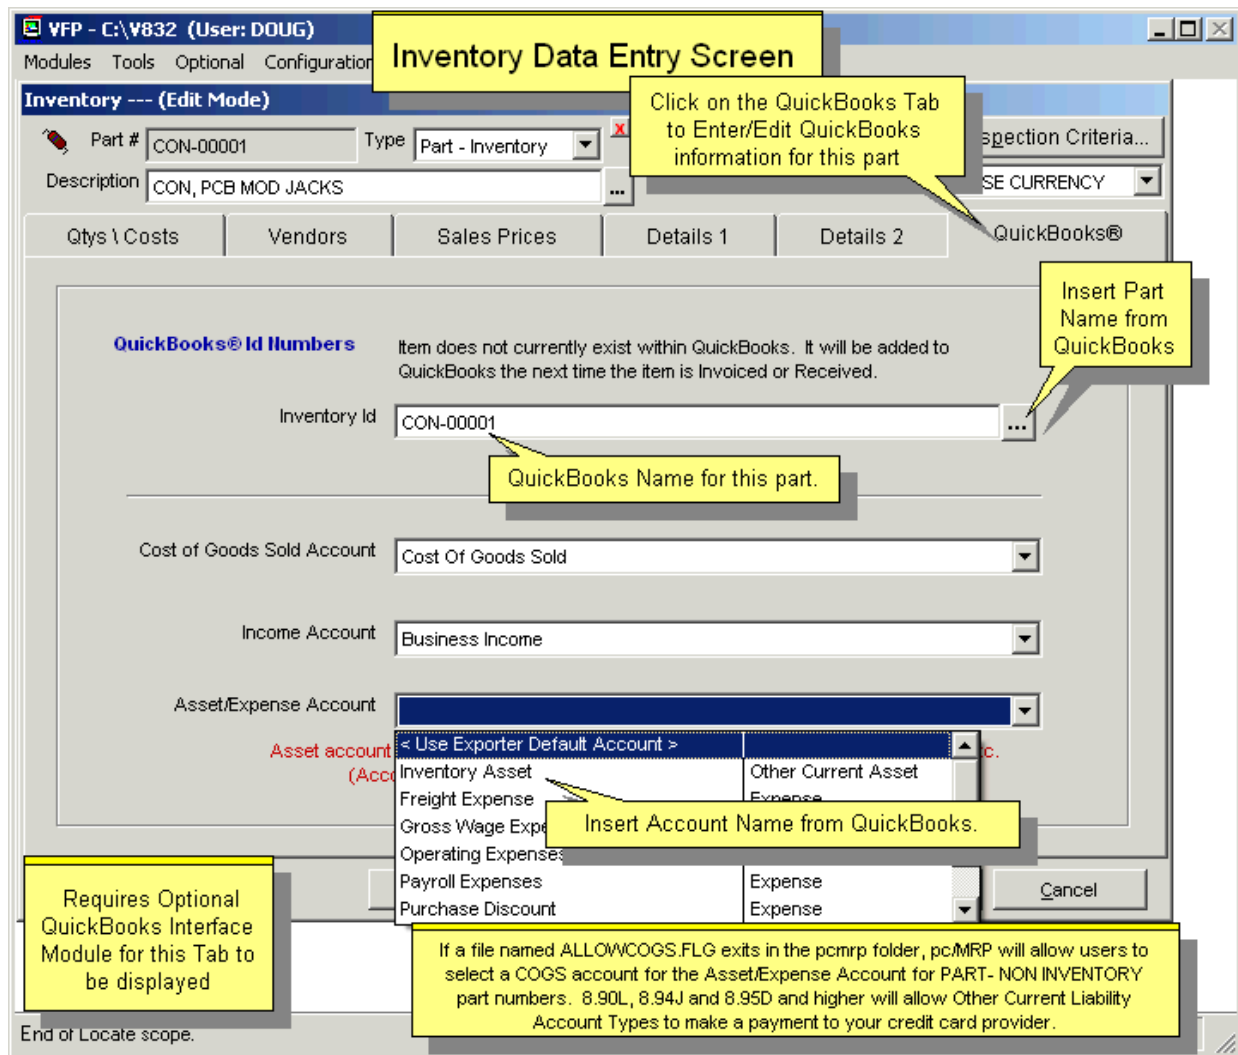 VFP - C:\V832 (User: DOUG)
Inventory Data Entry Screen
Modules Tools Optional Configuration
Inventory --- (Edit Mode)
Click on the QuickBooks Tab
to Enter/Edit QuickBooks
information for this part
Part # CON-00001 Type Part - Inventory x
spection Criteria...
Description CON, PCB MOD JACKS ...
SE CURRENCY
Qtys \ Costs Vendors Sales Prices Details 1 Details 2 QuickBooks®
Insert Part
Name from
QuickBooks
QuickBooks® Id Numbers
Item does not currently exist within QuickBooks. It will be added to
QuickBooks the next time the item is Invoiced or Received.
Inventory Id CON-00001 ...
QuickBooks Name for this part.
Cost of Goods Sold Account Cost Of Goods Sold
Income Account Business Income
Asset/Expense Account
Asset account
< Use Exporter Default Account >
Inventory Asset Other Current Asset
Freight Expense Expense
Gross Wage Expe
Insert Account Name from QuickBooks.
Operating Expenses
Payroll Expenses Expense
Purchase Discount Expense
Cancel
Requires Optional
QuickBooks Interface
Module for this Tab to
be displayed
If a file named ALLOWCOGS.FLG exits in the pcmrp folder, pc/MRP will allow users to
select a COGS account for the Asset/Expense Account for PART- NON INVENTORY
part numbers. 8.90L, 8.94J and 8.95D and higher will allow Other Current Liability
Account Types to make a payment to your credit card provider.
End of Locate scope.